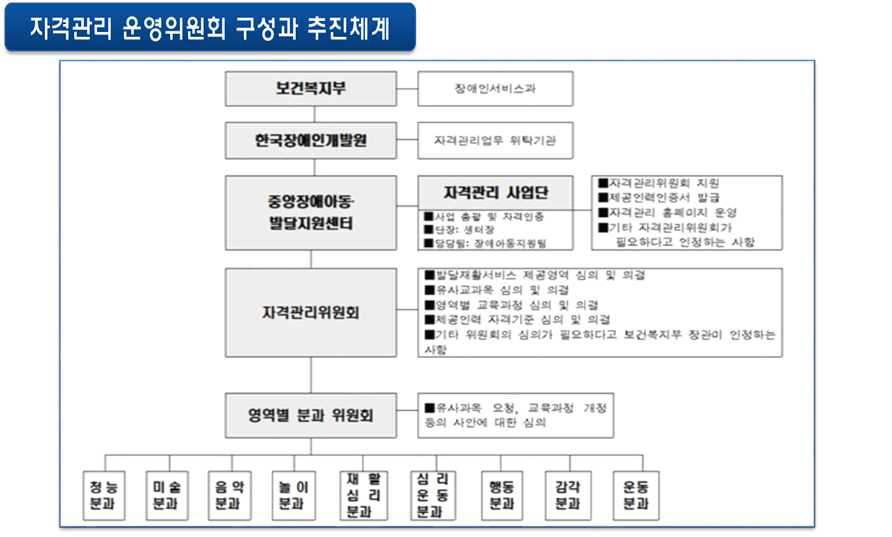 자격관리 운영위원회 구성과 추진체계
보건복지부
장애인서비스과
한국장애인개발원
자격관리업무 위탁기관
중앙장애아동·
발달지원센터
자격관리 사업단
■사업 총괄 및 자격인증
■단장: 센터장
■담당팀: 장애아동지원팀
■자격관리위원회 지원
■제공인력인증서 발급
■자격관리 홈페이지 운영
■기타 자격관리위원회가
필요하다고 인정하는 사항
자격관리위원회
■발달재활서비스 제공영역 심의 및 의결
■유사교과목 심의 및 의결
■영역별 교육과정 심의 및 의결
■제공인력 자격기준 심의 및 의결
■기타 위원회의 심의가 필요하다고 보건복지부 장관이 인정하는
사항
영역별 분과 위원회
■유사과목 요청, 교육과정 개정
등의 사안에 대한 심의
청능
분과
미술
분과
음악
분과
놀이
분과
재활
심리
분과
심리
운동
분과
행동
분과
감각
분과
운동
분과